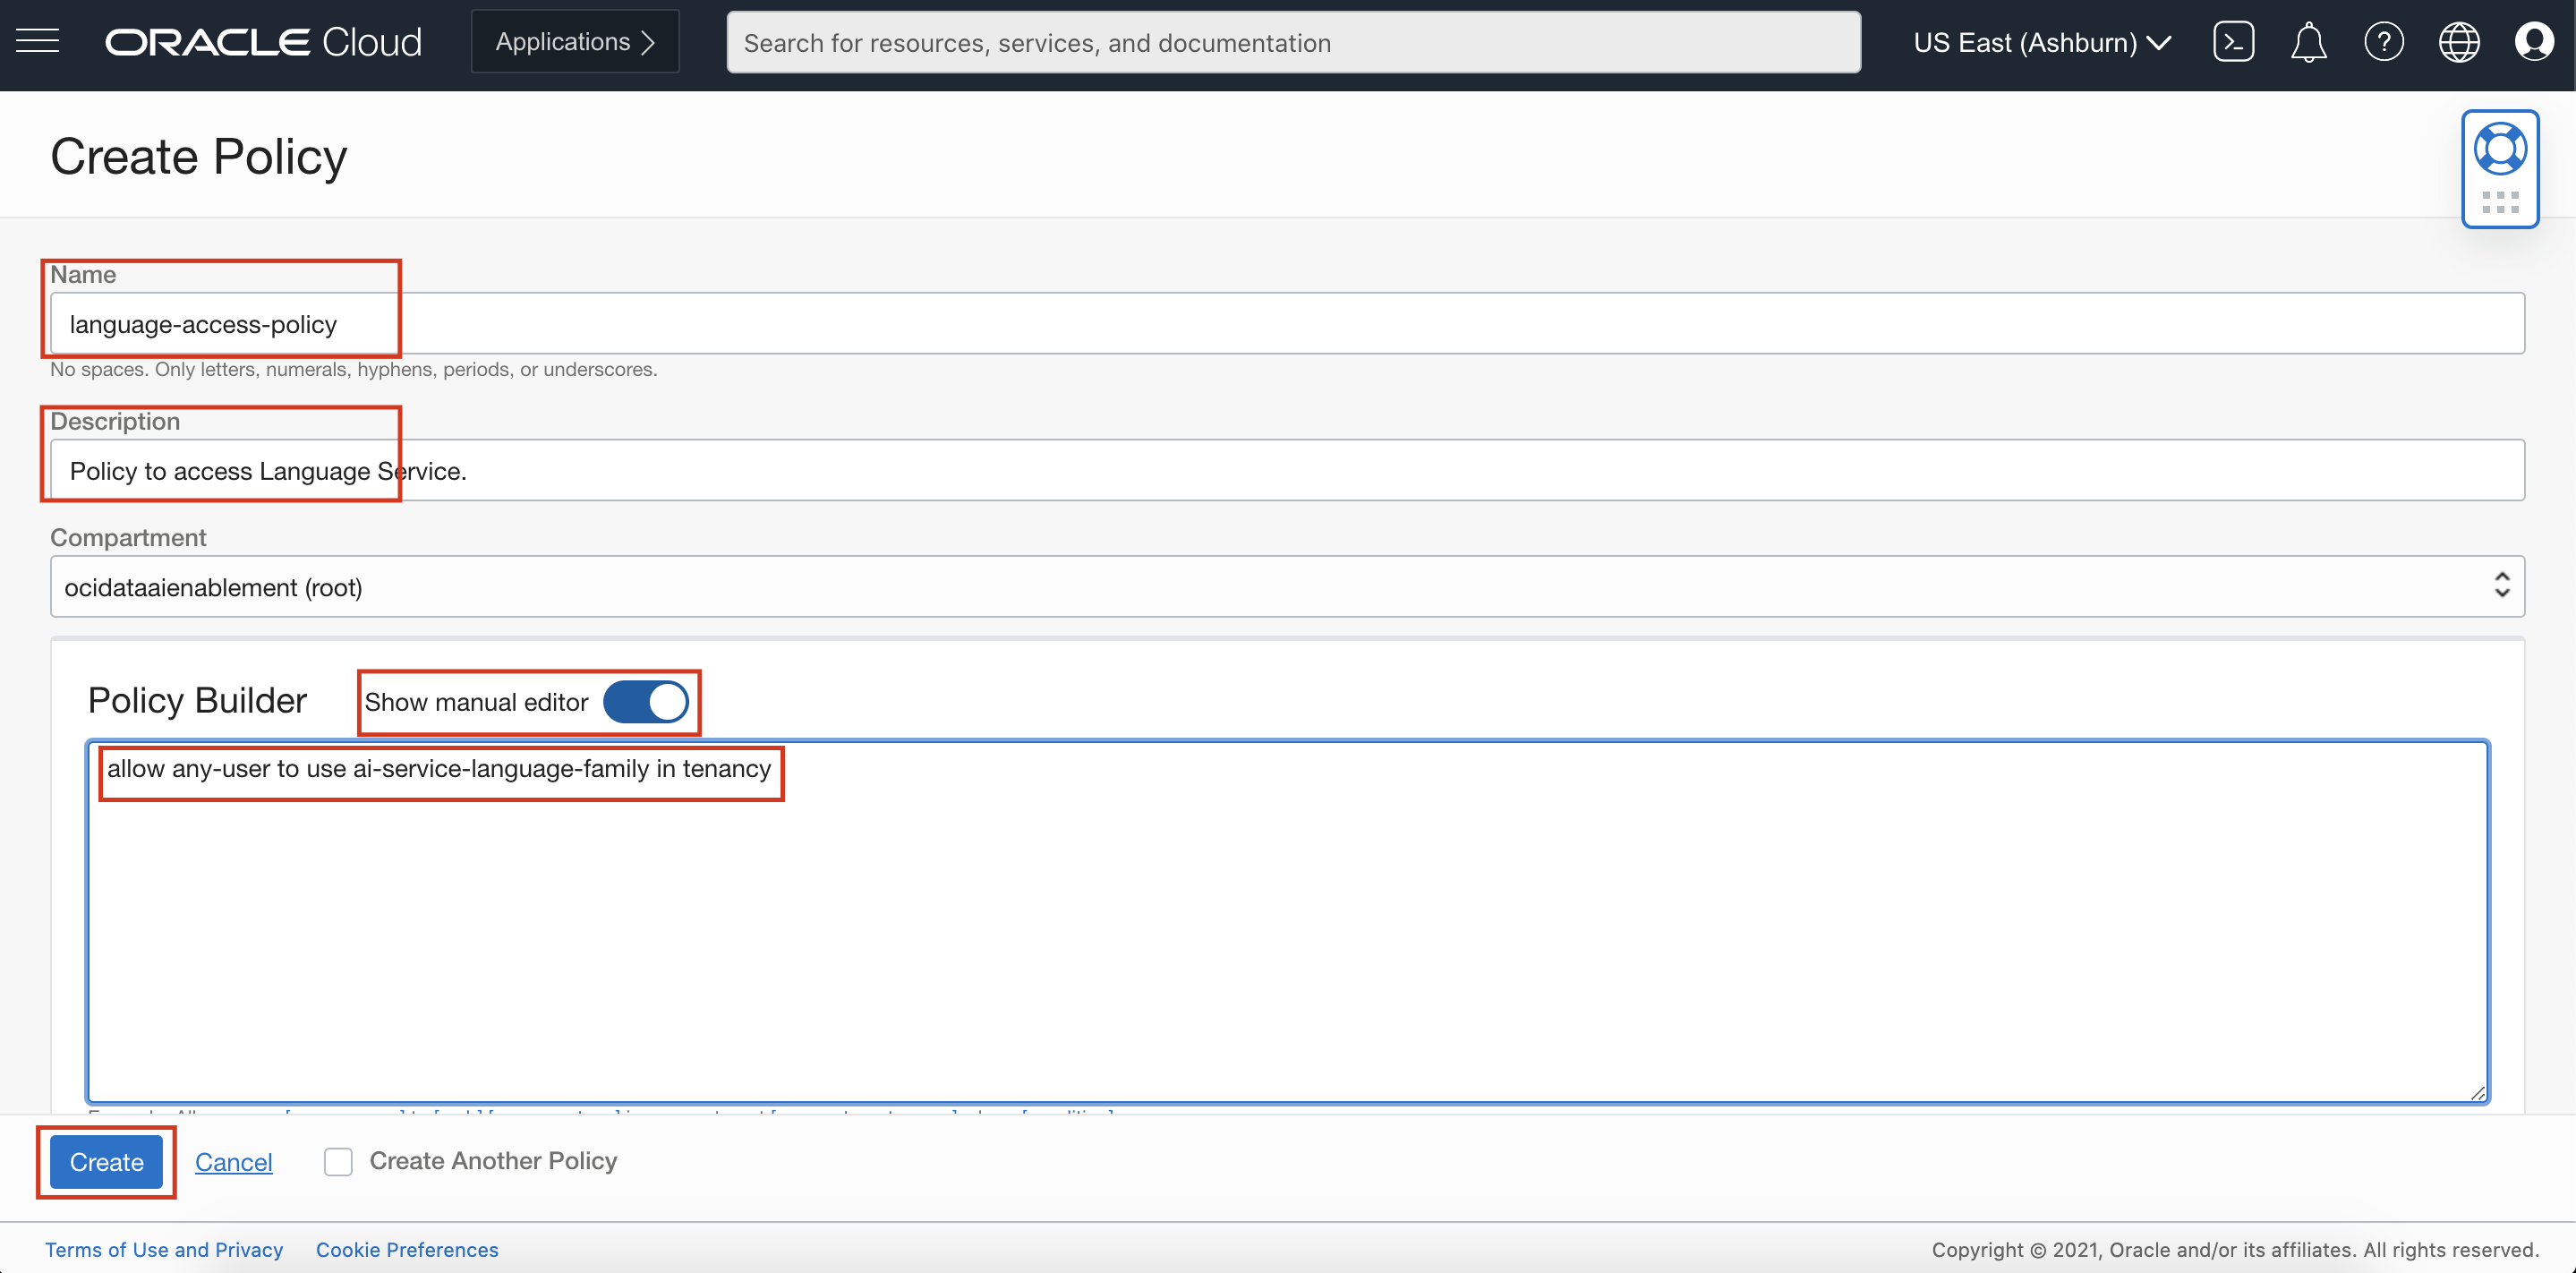 ORACLE Cloud
Applications
Search for resources, services, and documentation
US East (Ashburn)
Create Policy
Name
language-access-policy
No spaces. Only letters, numerals, hyphens, periods, or underscores.
Description
Policy to access Language Service.
Compartment
ocidataaienablement (root)
Policy Builder
Show manual editor
allow any-user to use ai-service-language-family in tenancy
Create
Cancel
Create Another Policy
Terms of Use and Privacy
Cookie Preferences
Copyright © 2021, Oracle and/or its affiliates. All rights reserved.